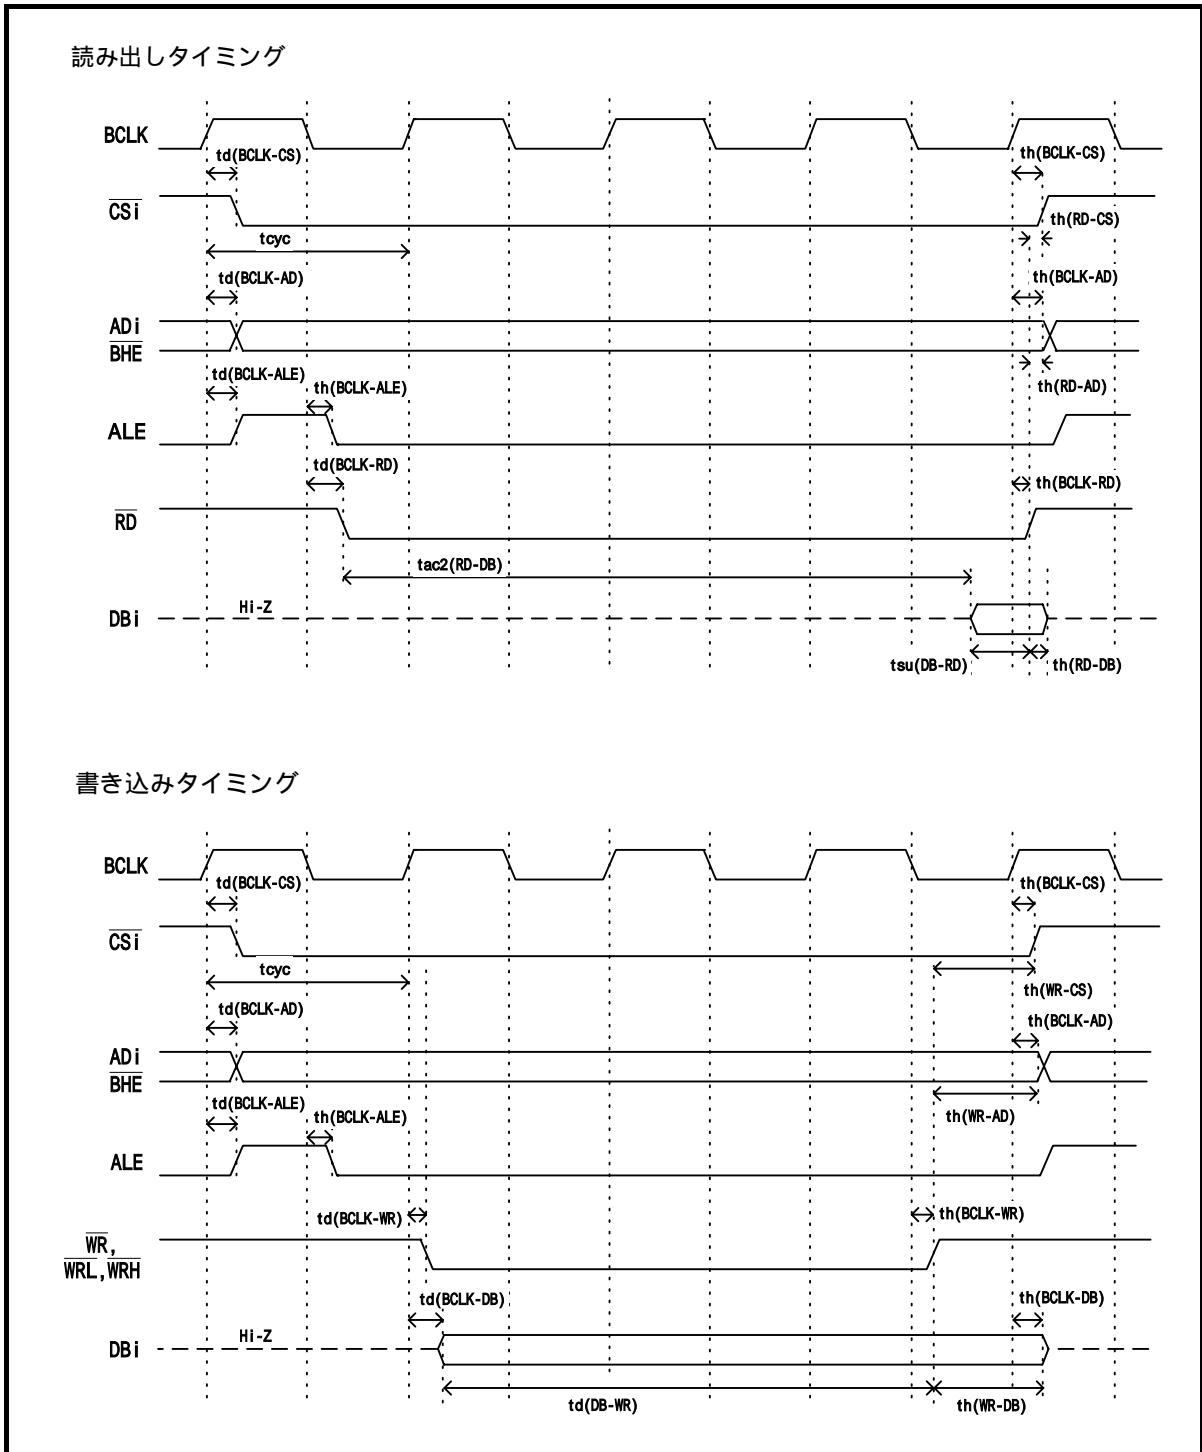 読み出しタイミング
BCLK
td(BCLK-CS)
th(BCLK-CS)
CSi
th(RD-CS)
tcyc
td(BCLK-AD)
th(BCLK-AD)
ADi
BHE
td(BCLK-ALE)
th(BCLK-ALE)
th(RD-AD)
ALE
td(BCLK-RD)
th(BCLK-RD)
RD
tac2(RD-DB)
Hi-Z
DBi
tsu(DB-RD)
th(RD-DB)
書き込みタイミング
BCLK
td(BCLK-CS)
th(BCLK-CS)
CSi
tcyc
th(WR-CS)
td(BCLK-AD)
th(BCLK-AD)
ADi
BHE
td(BCLK-ALE)
th(BCLK-ALE)
th(WR-AD)
ALE
td(BCLK-WR)
th(BCLK-WR)
WR,
WRL,WRH
td(BCLK-DB)
th(BCLK-DB)
Hi-Z
DBi
td(DB-WR)
th(WR-DB)